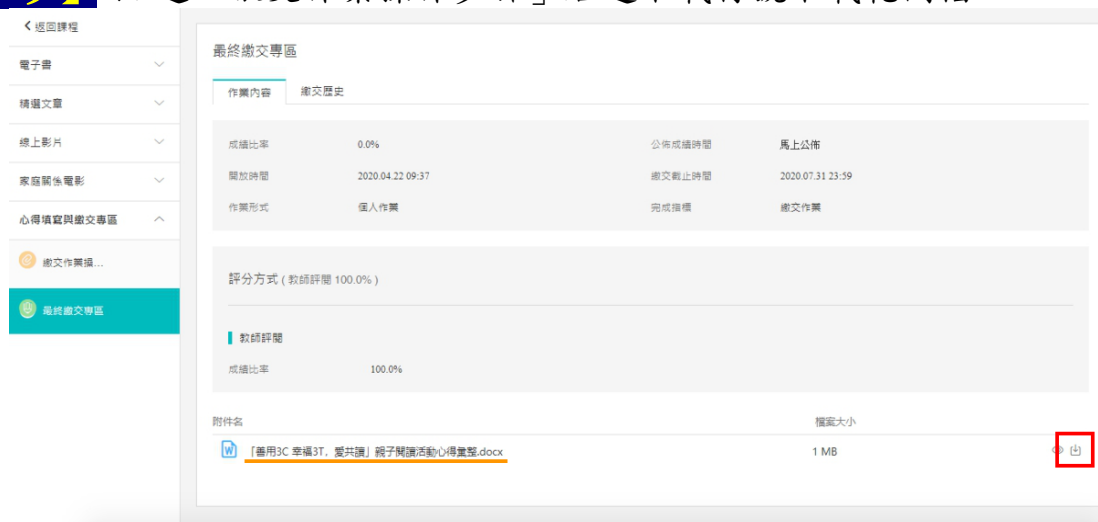 返回課程
電子書
精選文章
線上影片
家庭關係電影
心得填寫與繳交專區
繳交作業操...
最終繳交專區
最終繳交專區
作業內容 繳交歷史
成績比率 0.0% 公佈成績時間 馬上公佈
開放時間 2020.04.22 09:37 繳交截止時間 2020.07.31 23:59
作業形式 個人作業 完成指標 繳交作業
評分方式 ( 教師評閱 100.0% )
教師評閱
成績比率 100.0%
附件名 檔案大小
「善用3C 幸福3T，愛共讀」親子閱讀活動心得彙整.docx 1 MB